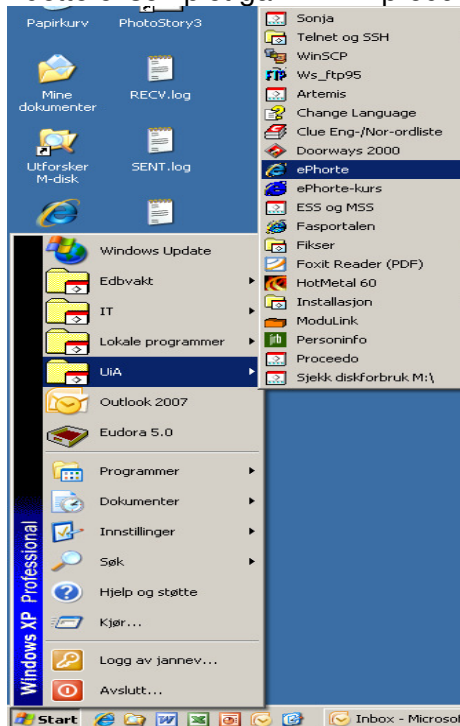 Papirkurv
PhotoStory3
Mine dokumenter
RECV.log
Utforsker M-disk
SENT.log
Sonja
Telnet og SSH
WinSCP
Ws_ftp95
Artemis
Change Language
Clue Eng-/Nor-ordliste
Doorways 2000
ePhorte
ePhorte-kurs
ESS og MSS
Fasportalen
Fikser
Foxit Reader (PDF)
HotMetal 60
Installasjon
ModuLink
Personinfo
Proceedo
Sjekk diskforbruk M:\
Windows Update
Edbvakt
IT
Lokale programmer
UiA
Outlook 2007
Eudora 5.0
Programmer
Dokumenter
Innstillinger
Søk
Hjelp og støtte
Kjør...
Logg av jannev...
Avslutt...
Windows XP Professional
Start
Inbox - Microsof